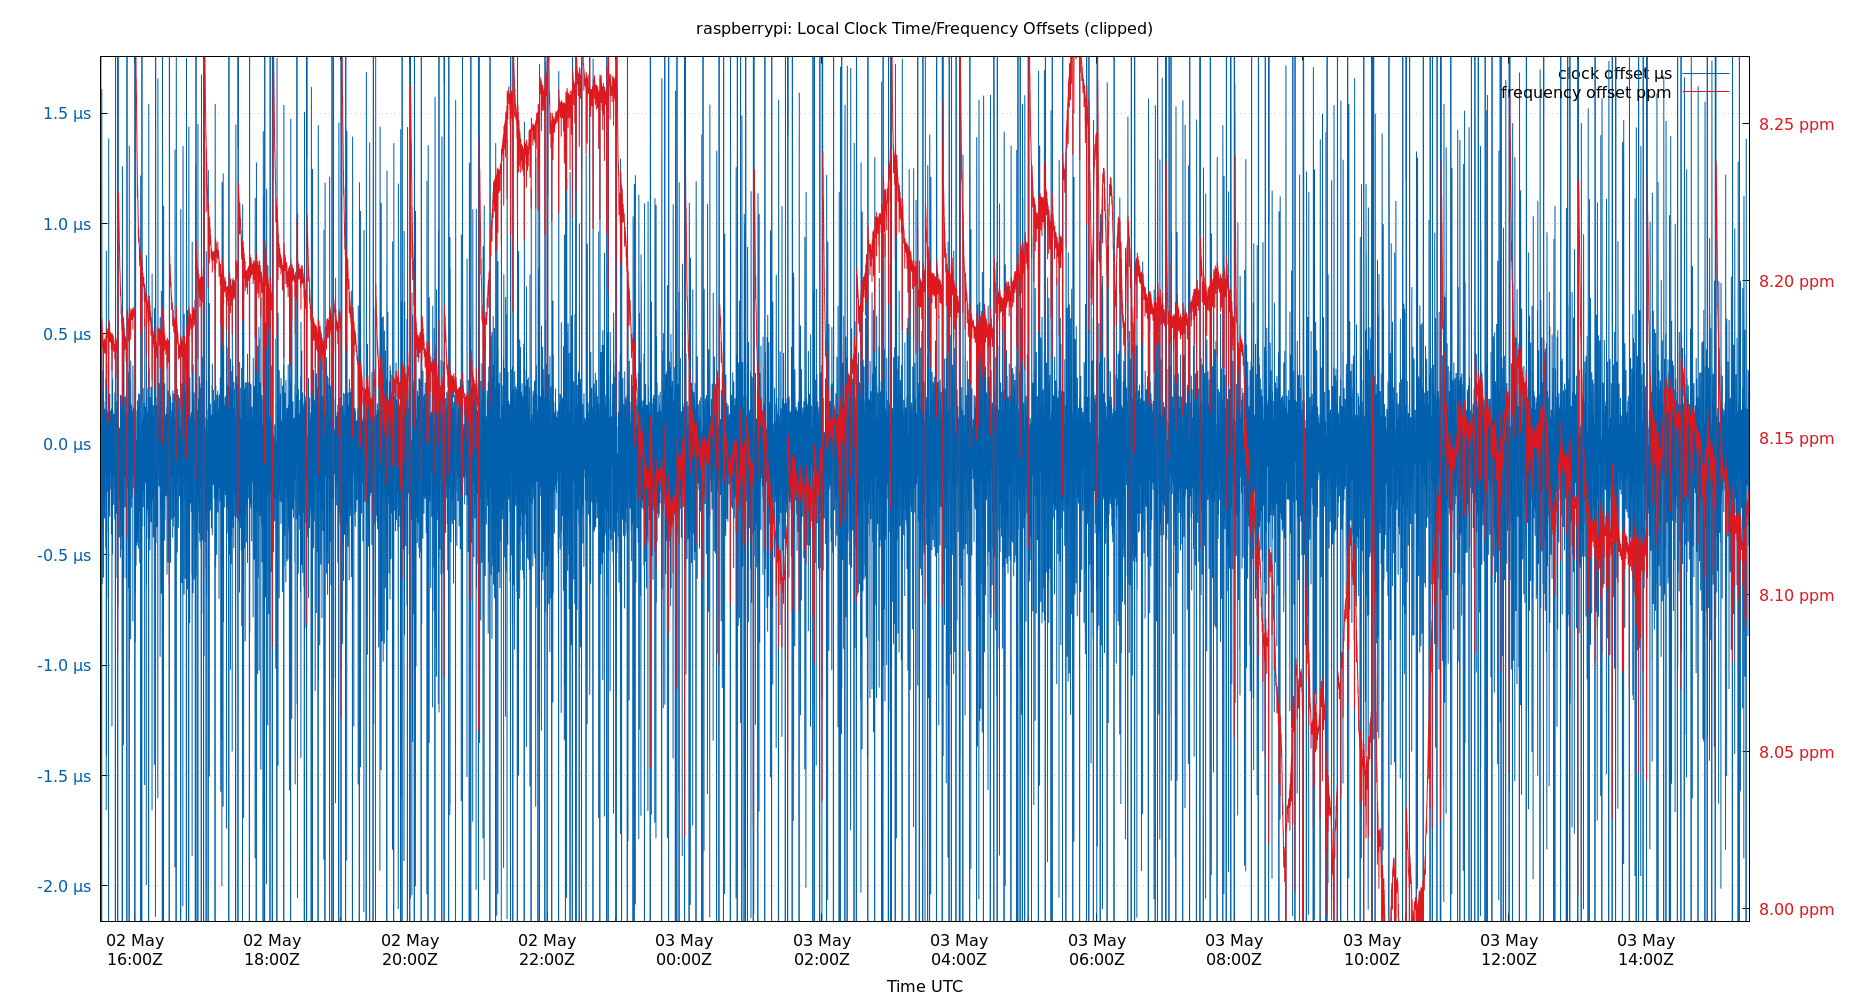 raspberrypi: Local Clock Time/Frequency Offsets (clipped)
clock offset µs
frequency offset ppm
1.5 µs
1.0 µs
0.5 µs
0.0 µs
-0.5 µs
-1.0 µs
-1.5 µs
-2.0 µs
8.25 ppm
8.20 ppm
8.15 ppm
8.10 ppm
8.05 ppm
8.00 ppm
02 May 02 May 02 May 02 May 03 May 03 May 03 May 03 May 03 May 03 May 03 May 03 May
16:00Z 18:00Z 20:00Z 22:00Z 00:00Z 02:00Z 04:00Z 06:00Z 08:00Z 10:00Z 12:00Z 14:00Z
Time UTC